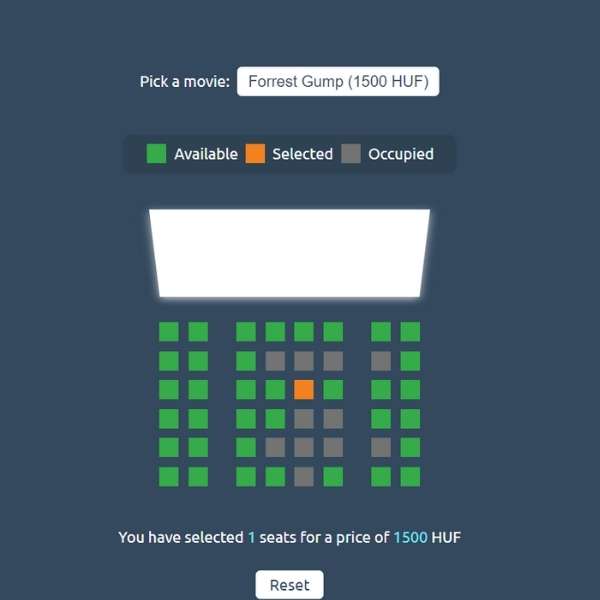 Pick a movie: Forrest Gump (1500 HUF)
Available Selected Occupied
You have selected 1 seats for a price of 1500 HUF
Reset